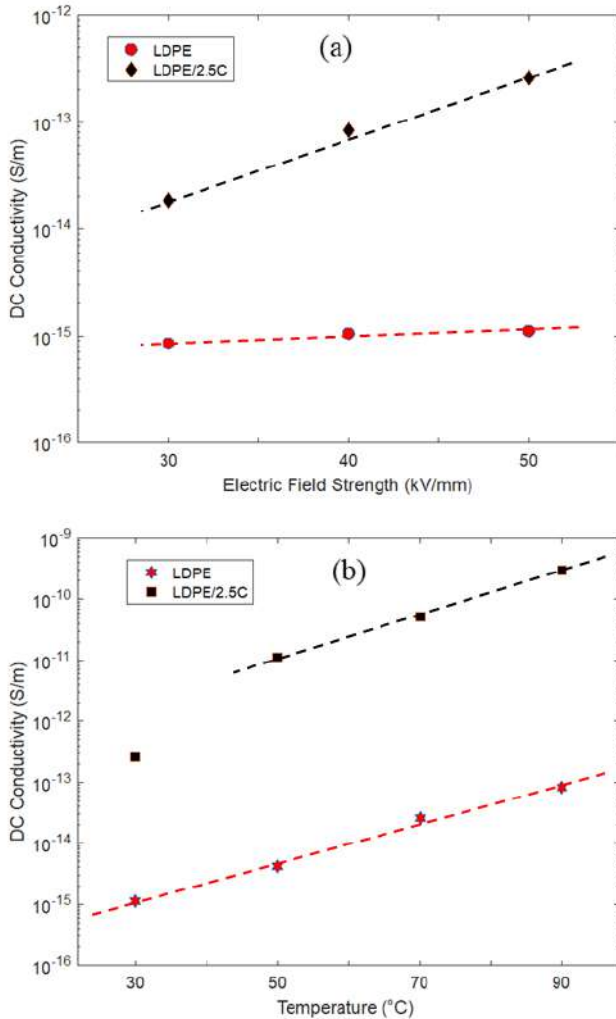 (a)
LDPE
LDPE/2.5C
DC Conductivity (S/m)
10⁻¹²
10⁻¹³
10⁻¹⁴
10⁻¹⁵
10⁻¹⁶
30 40 50
Electric Field Strength (kV/mm)
(b)
LDPE
LDPE/2.5C
DC Conductivity (S/m)
10⁻⁹
10⁻¹⁰
10⁻¹¹
10⁻¹²
10⁻¹³
10⁻¹⁴
10⁻¹⁵
10⁻¹⁶
30 50 70 90
Temperature (°C)